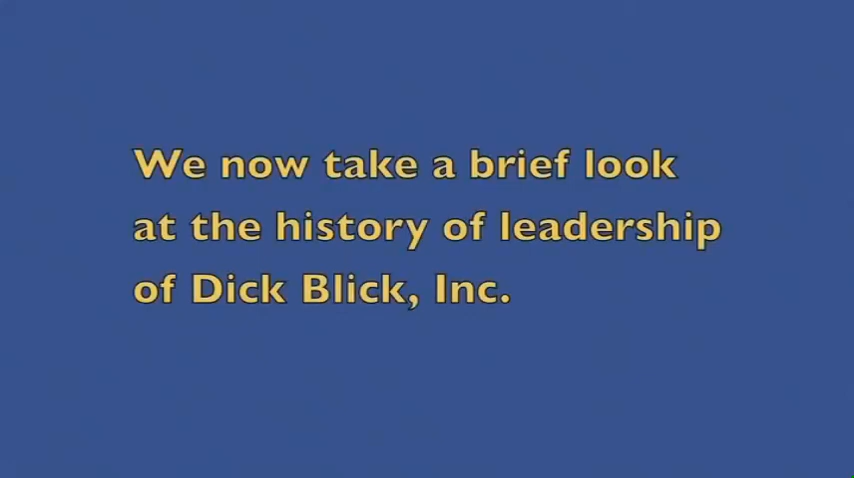 We now take a brief look
at the history of leadership
of Dick Blick, Inc.